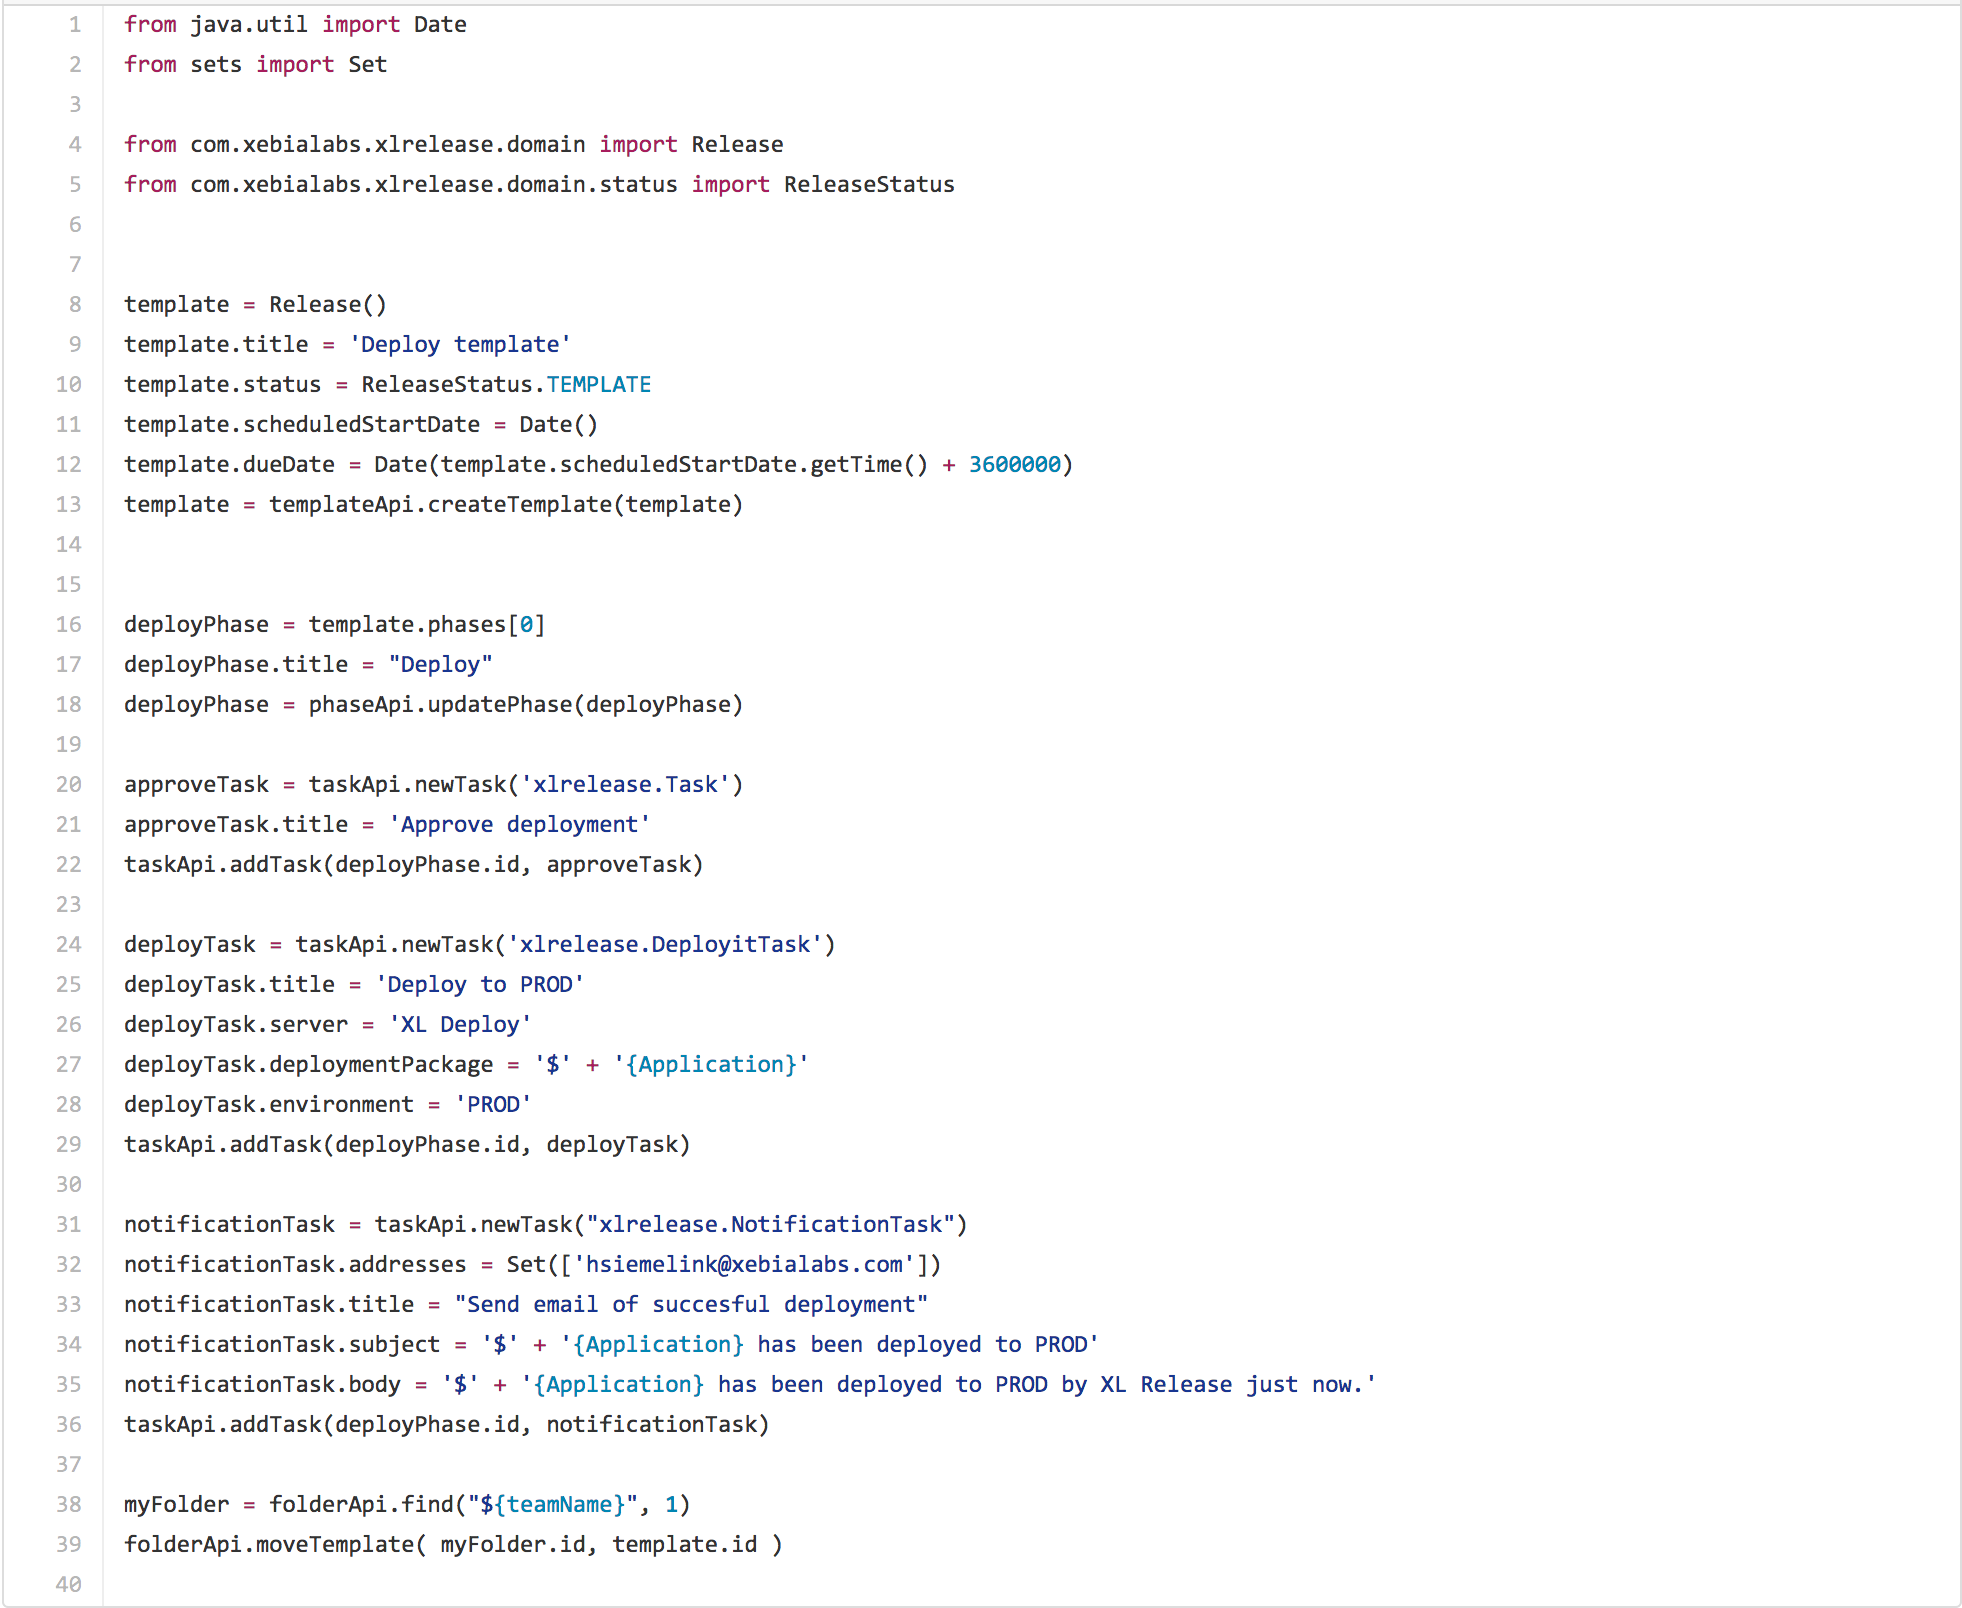 1 from java.util import Date
2 from sets import Set
3
4 from com.xebialabs.xlrelease.domain import Release
5 from com.xebialabs.xlrelease.domain.status import ReleaseStatus
6
7
8 template = Release()
9 template.title = 'Deploy template'
10 template.status = ReleaseStatus.TEMPLATE
11 template.scheduledStartDate = Date()
12 template.dueDate = Date(template.scheduledStartDate.getTime() + 3600000)
13 template = templateApi.createTemplate(template)
14
15
16 deployPhase = template.phases[0]
17 deployPhase.title = "Deploy"
18 deployPhase = phaseApi.updatePhase(deployPhase)
19
20 approveTask = taskApi.newTask('xlrelease.Task')
21 approveTask.title = 'Approve deployment'
22 taskApi.addTask(deployPhase.id, approveTask)
23
24 deployTask = taskApi.newTask('xlrelease.DeployitTask')
25 deployTask.title = 'Deploy to PROD'
26 deployTask.server = 'XL Deploy'
27 deployTask.deploymentPackage = '$' + '{Application}'
28 deployTask.environment = 'PROD'
29 taskApi.addTask(deployPhase.id, deployTask)
30
31 notificationTask = taskApi.newTask("xlrelease.NotificationTask")
32 notificationTask.addresses = Set(['hsiemelink@xebialabs.com'])
33 notificationTask.title = "Send email of succesful deployment"
34 notificationTask.subject = '$' + '{Application} has been deployed to PROD'
35 notificationTask.body = '$' + '{Application} has been deployed to PROD by XL Release just now.'
36 taskApi.addTask(deployPhase.id, notificationTask)
37
38 myFolder = folderApi.find("${teamName}", 1)
39 folderApi.moveTemplate( myFolder.id, template.id )
40